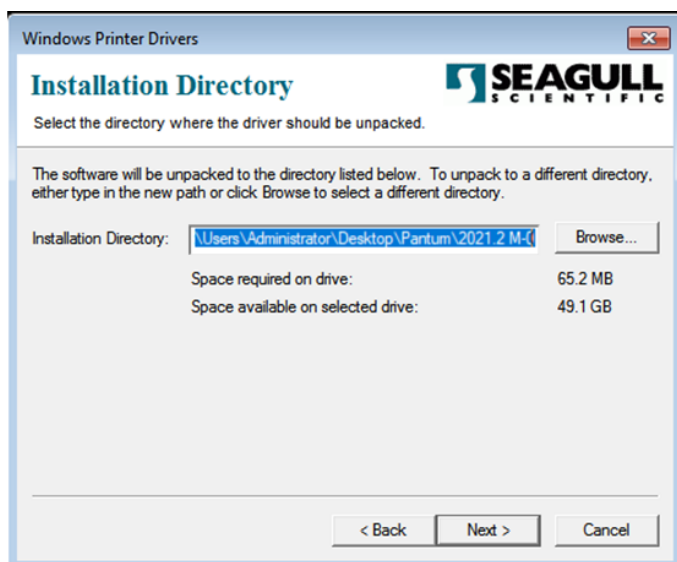 Windows Printer Drivers
Installation Directory
SEAGULL
SCIENTIFIC
Select the directory where the driver should be unpacked.
The software will be unpacked to the directory listed below. To unpack to a different directory,
either type in the new path or click Browse to select a different directory.
Installation Directory: \Users\Administrator\Desktop\Pantum\2021.2 M-( Browse...
Space required on drive: 65.2 MB
Space available on selected drive: 49.1 GB
< Back Next > Cancel